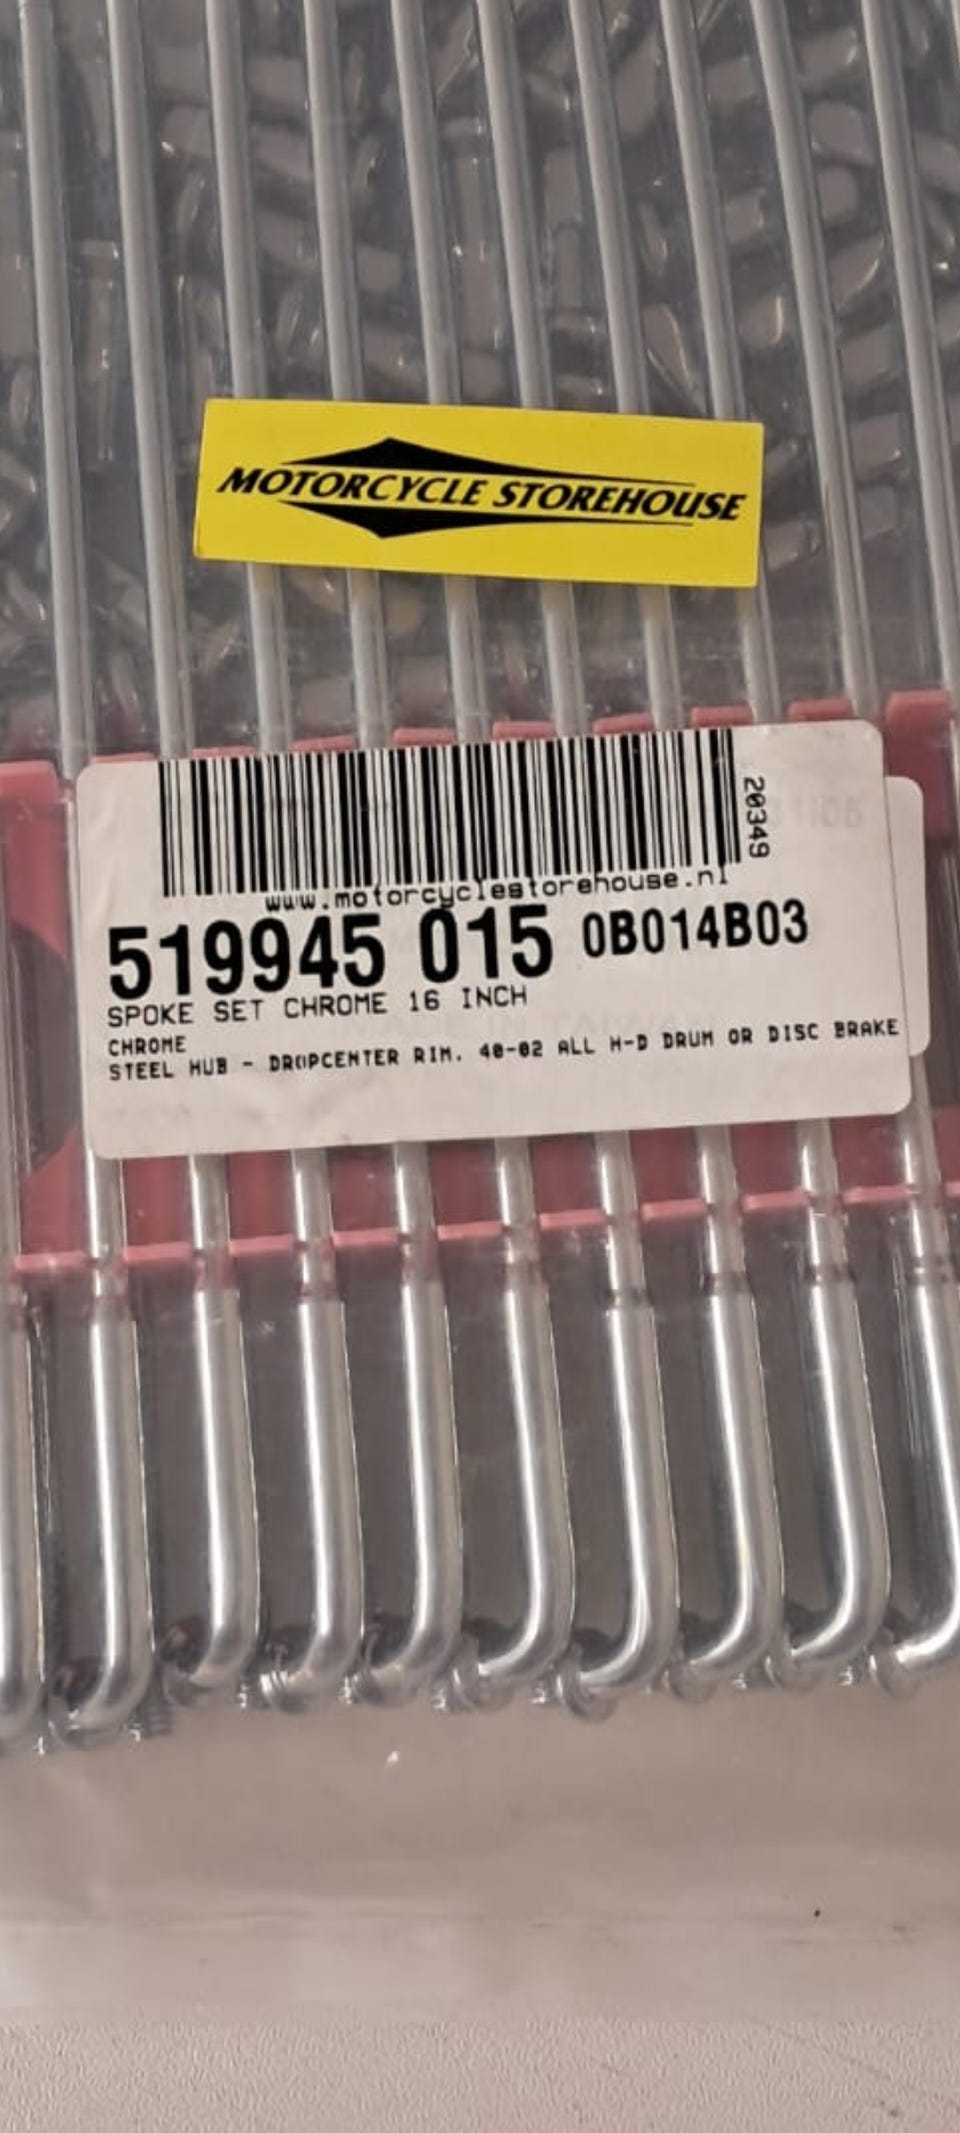 MOTORCYCLE STOREHOUSE
20349
www.motorcyclestorehouse.nl
519945 015 0B014B03
SPOKE SET CHROME 16 INCH
CHROME
STEEL HUB - DROPCENTER RIM. 40-02 ALL H-D DRUM OR DISC BRAKE